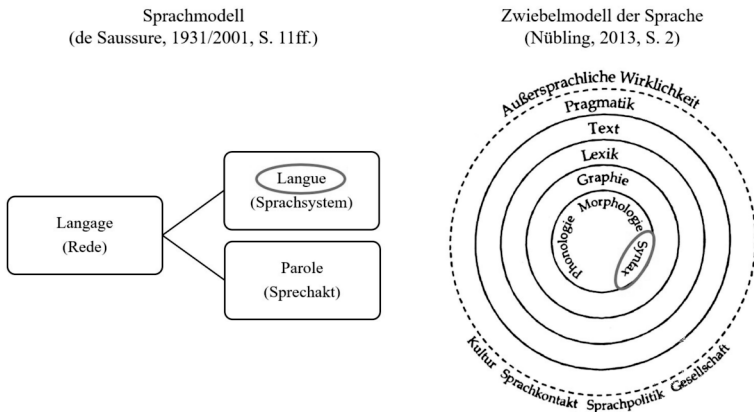 Sprachmodell
(de Saussure, 1931/2001, S. 11ff.)
Langage
(Rede)
Langue
(Sprachsystem)
Parole
(Sprechakt)
Zwiebelmodell der Sprache
(Nübling, 2013, S. 2)
Außersprachliche Wirklichkeit
Pragmatik
Text
Lexik
Graphie
Phonologie
Morphologie
Syntax
Kultur Sprachkontakt Sprachpolitik Gesellschaft